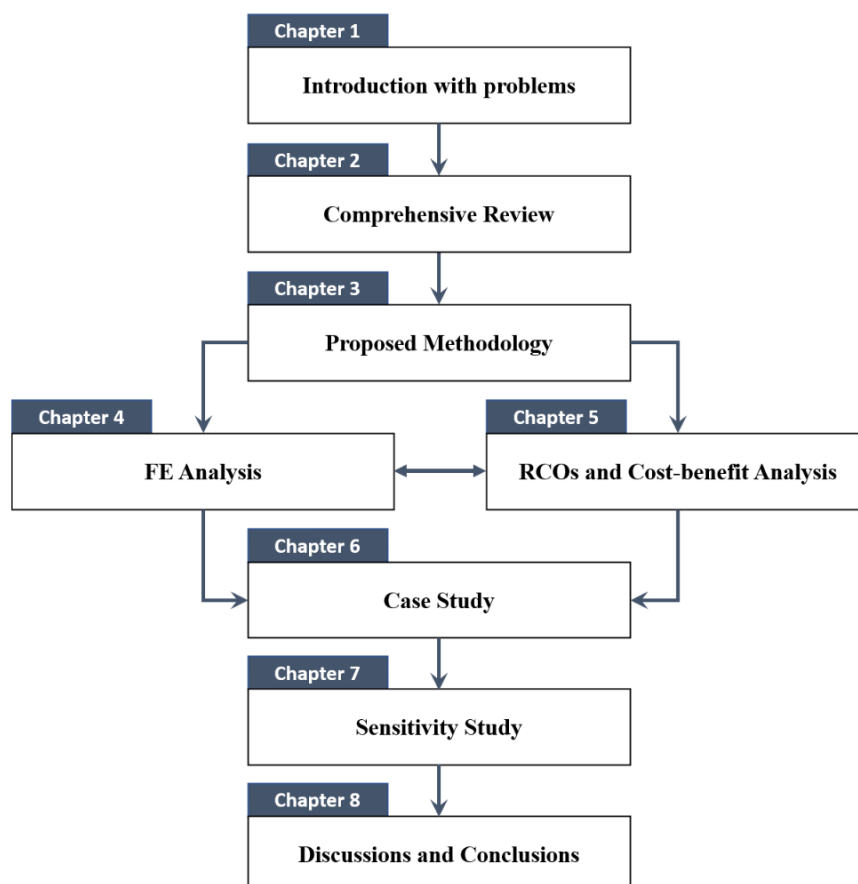 Chapter 1
Introduction with problems
Chapter 2
Comprehensive Review
Chapter 3
Proposed Methodology
Chapter 4
FE Analysis
Chapter 5
RCOs and Cost-benefit Analysis
Chapter 6
Case Study
Chapter 7
Sensitivity Study
Chapter 8
Discussions and Conclusions